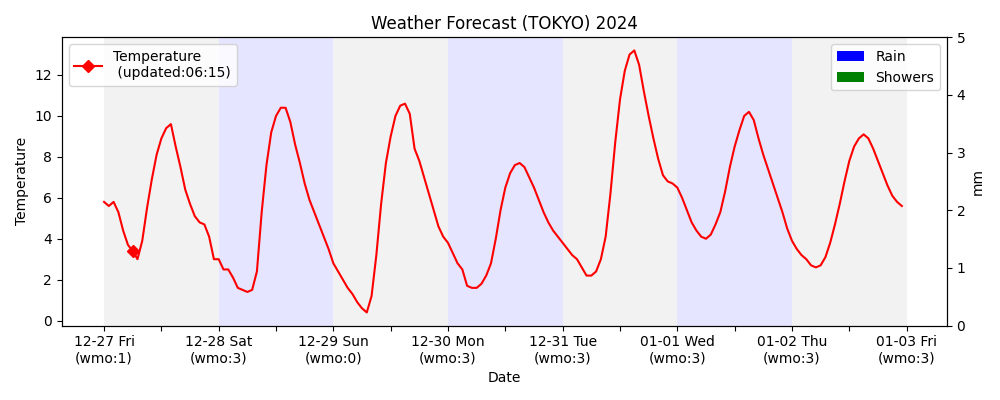 Weather Forecast (TOKYO) 2024
Temperature
(updated:06:15)
Rain
Showers
Temperature
12
10
8
6
4
2
0
5
4
3
2
1
0
mm
12-27 Fri
(wmo:1)
12-28 Sat
(wmo:3)
12-29 Sun
(wmo:0)
12-30 Mon
(wmo:3)
12-31 Tue
(wmo:3)
01-01 Wed
(wmo:3)
01-02 Thu
(wmo:3)
01-03 Fri
(wmo:3)
Date